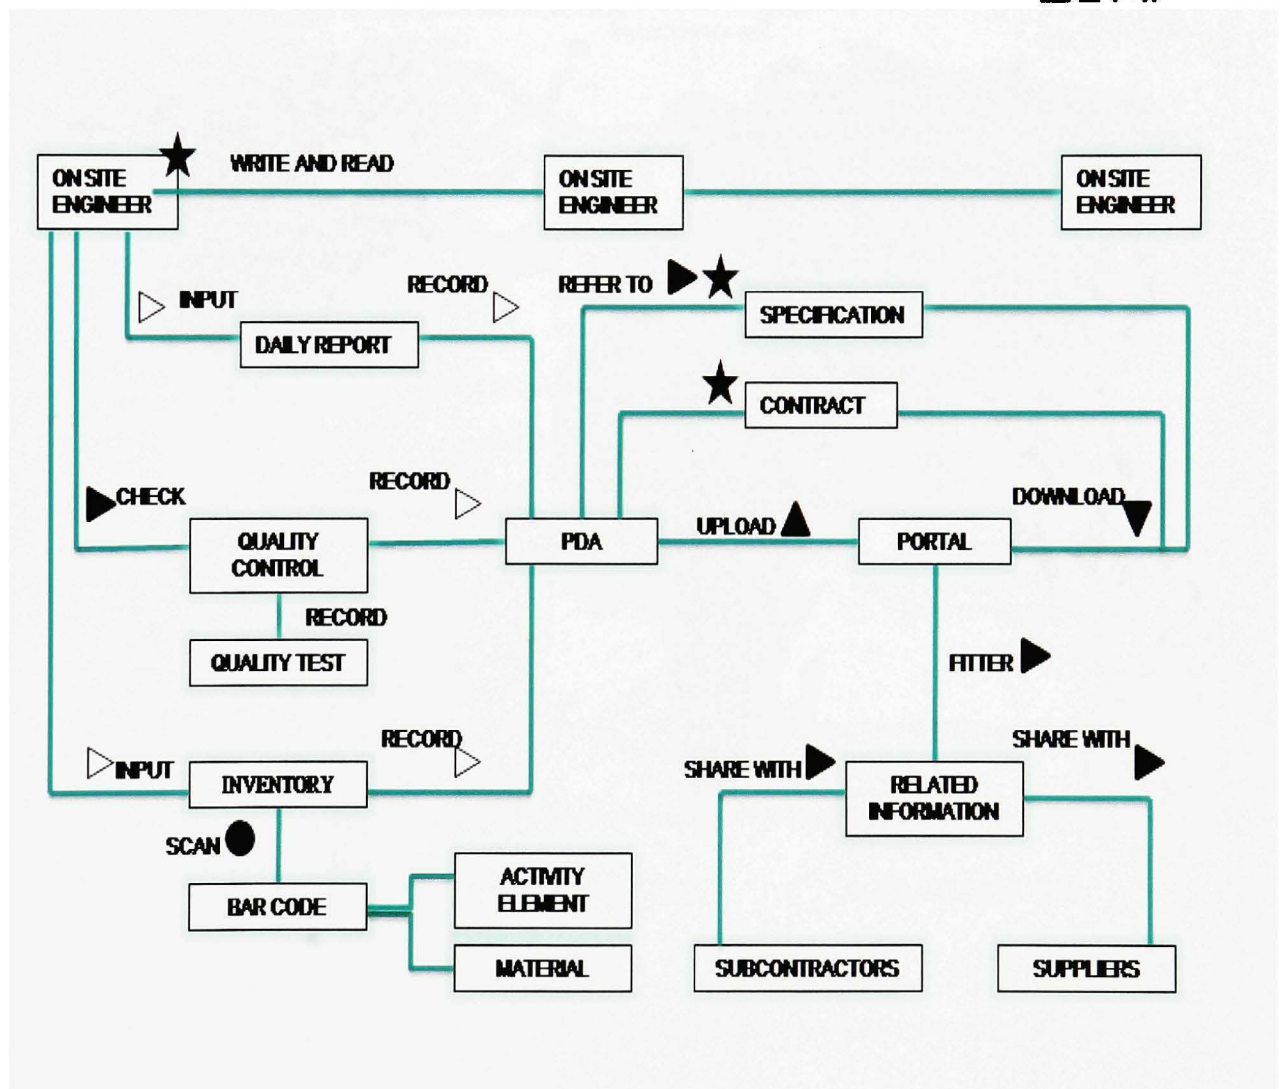 WRITE AND READ
ON SITE
ENGINEER
ON SITE
ENGINEER
ON SITE
ENGINEER
INPUT
RECORD
REFER TO
SPECIFICATION
DAILY REPORT
CONTRACT
CHECK
RECORD
DOWNLOAD
UPLOAD
QUALITY
CONTROL
PDA
PORTAL
RECORD
QUALITY TEST
FITTER
INPUT
RECORD
SHARE WITH
SHARE WITH
INVENTORY
RELATED
INFORMATION
SCAN
BAR CODE
ACTIVITY
ELEMENT
MATERIAL
SUBCONTRACTORS
SUPPLIERS